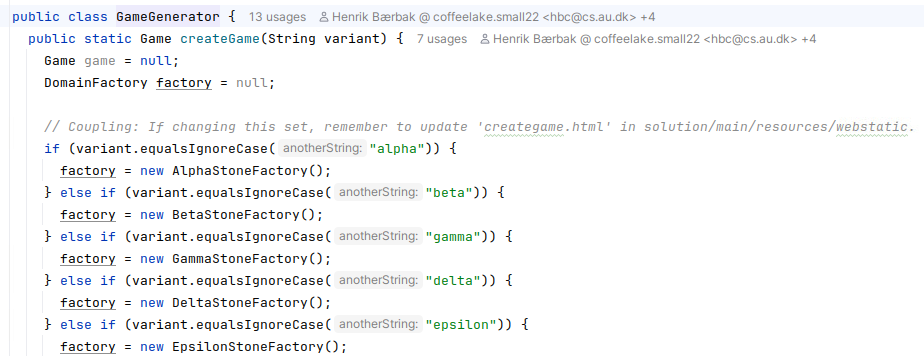 public class GameGenerator {   13 usages   Henrik Bærbak @ coffeelake.small22 <hbc@cs.au.dk> +4
  public static Game createGame(String variant) {   7 usages   Henrik Bærbak @ coffeelake.small22 <hbc@cs.au.dk> +4
    Game game = null;
    DomainFactory factory = null;

    // Coupling: If changing this set, remember to update 'creategame.html' in solution/main/resources/webstatic.
    if (variant.equalsIgnoreCase( anotherString: "alpha")) {
      factory = new AlphaStoneFactory();
    } else if (variant.equalsIgnoreCase( anotherString: "beta")) {
      factory = new BetaStoneFactory();
    } else if (variant.equalsIgnoreCase( anotherString: "gamma")) {
      factory = new GammaStoneFactory();
    } else if (variant.equalsIgnoreCase( anotherString: "delta")) {
      factory = new DeltaStoneFactory();
    } else if (variant.equalsIgnoreCase( anotherString: "epsilon")) {
      factory = new EpsilonStoneFactory();